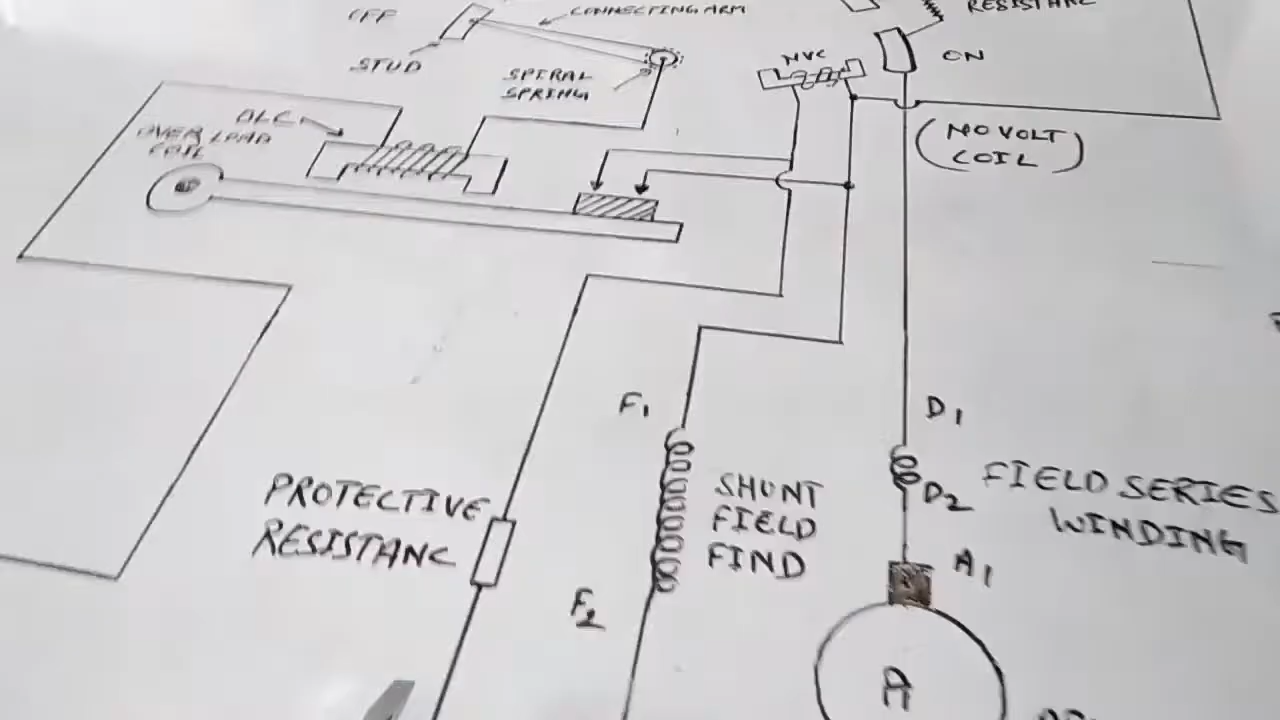 OFF
STUD
CONNECTING ARM
SPIRAL
SPRING
NVC
RESISTANC
ON
(NO VOLT
COIL)
OLC
OVER LOAD
COIL
F1
D1
PROTECTIVE
RESISTANC
SHUNT
FIELD
FIND
D2
FIELD SERIES
WINDING
A1
F2
A